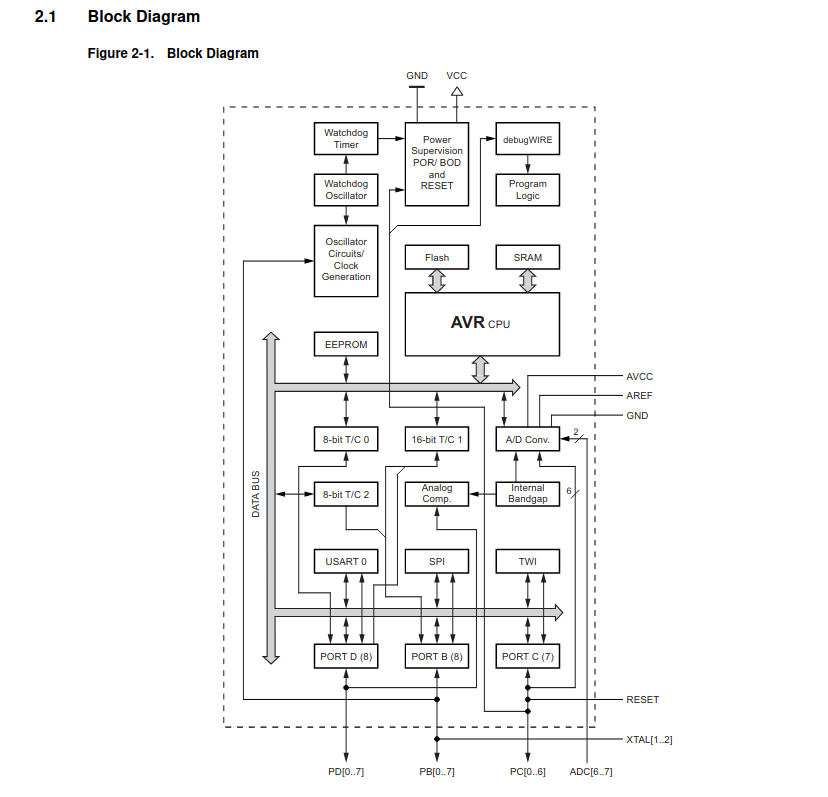 2.1 Block Diagram
Figure 2-1. Block Diagram
GND VCC
Watchdog
Timer
Power
Supervision
POR/ BOD
and
RESET
debugWIRE
Watchdog
Oscillator
Program
Logic
Oscillator
Circuits/
Clock
Generation
Flash
SRAM
AVR CPU
EEPROM
AVCC
AREF
GND
8-bit T/C 0
16-bit T/C 1
A/D Conv.
2
DATA BUS
8-bit T/C 2
Analog
Comp.
Internal
Bandgap
6
USART 0
SPI
TWI
PORT D (8)
PORT B (8)
PORT C (7)
RESET
XTAL[1..2]
PD[0..7]
PB[0..7]
PC[0..6]
ADC[6..7]